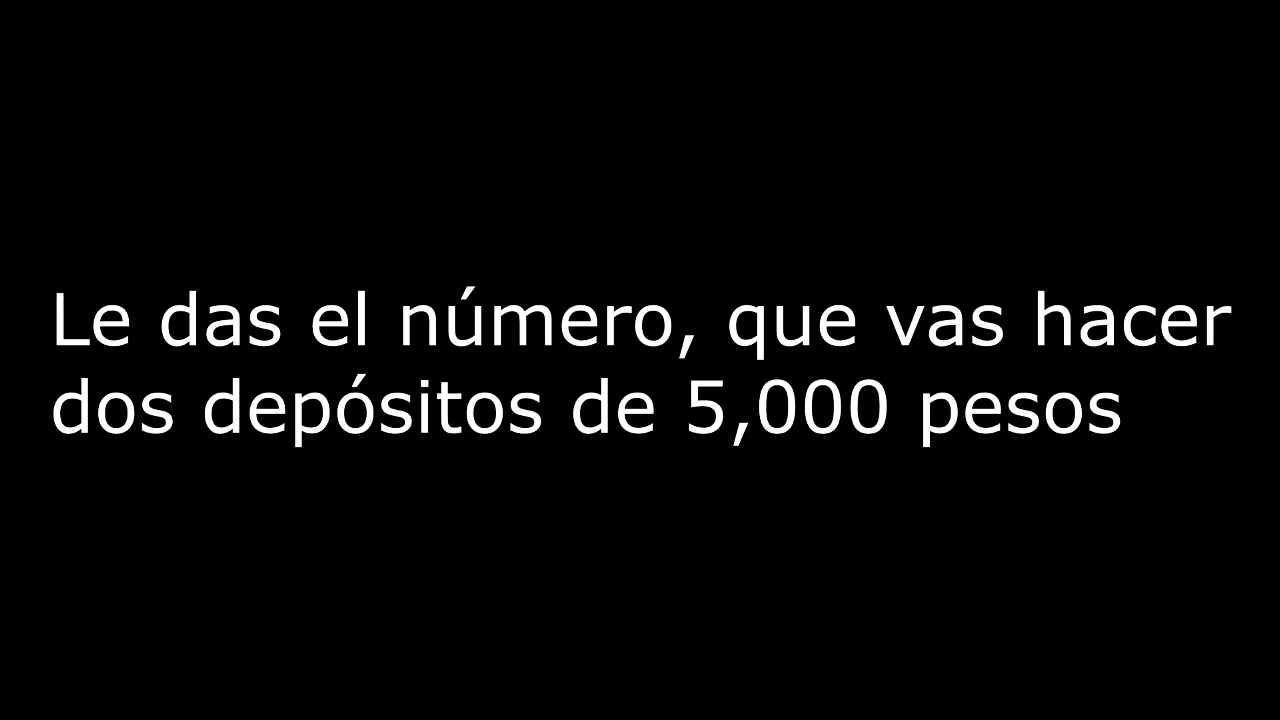 Le das el número, que vas hacer
dos depósitos de 5,000 pesos